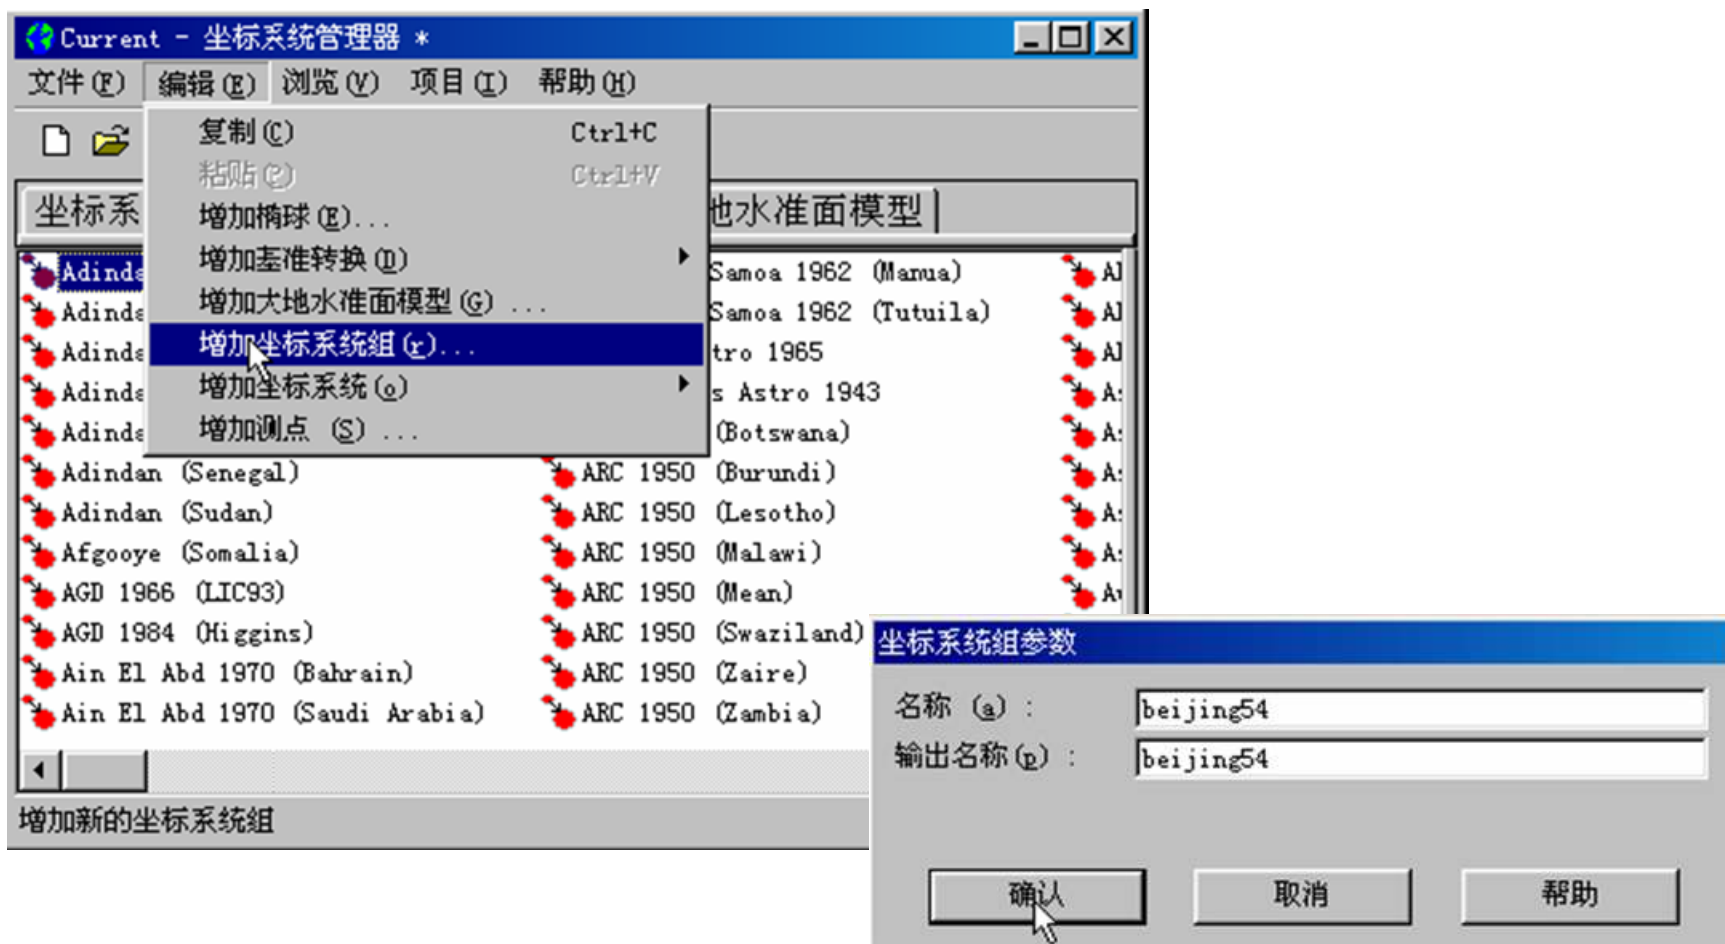 Current - 坐标系统管理器 *
文件(F) 编辑(E) 浏览(V) 项目(I) 帮助(H)
复制(C) Ctrl+C
粘贴(P) Ctrl+V
增加椭球(E)...
增加基准转换(D)
增加大地水准面模型(G) ...
增加坐标系统组(r)...
增加坐标系统(o)
增加测点 (S) ...
坐标系
地水准面模型
Adinda
Adinda
Adinda
Adinda
Adinda
Adindan (Senegal)
Adindan (Sudan)
Afgooye (Somalia)
AGD 1966 (LIC93)
AGD 1984 (Higgins)
Ain El Abd 1970 (Bahrain)
Ain El Abd 1970 (Saudi Arabia)
Samoa 1962 (Manua)
Samoa 1962 (Tutuila)
tro 1965
s Astro 1943
(Botswana)
ARC 1950 (Burundi)
ARC 1950 (Lesotho)
ARC 1950 (Malawi)
ARC 1950 (Mean)
ARC 1950 (Swaziland)
ARC 1950 (Zaire)
ARC 1950 (Zambia)
增加新的坐标系统组
坐标系统组参数
名称 (a) : beijing54
输出名称(p) : beijing54
确认 取消 帮助